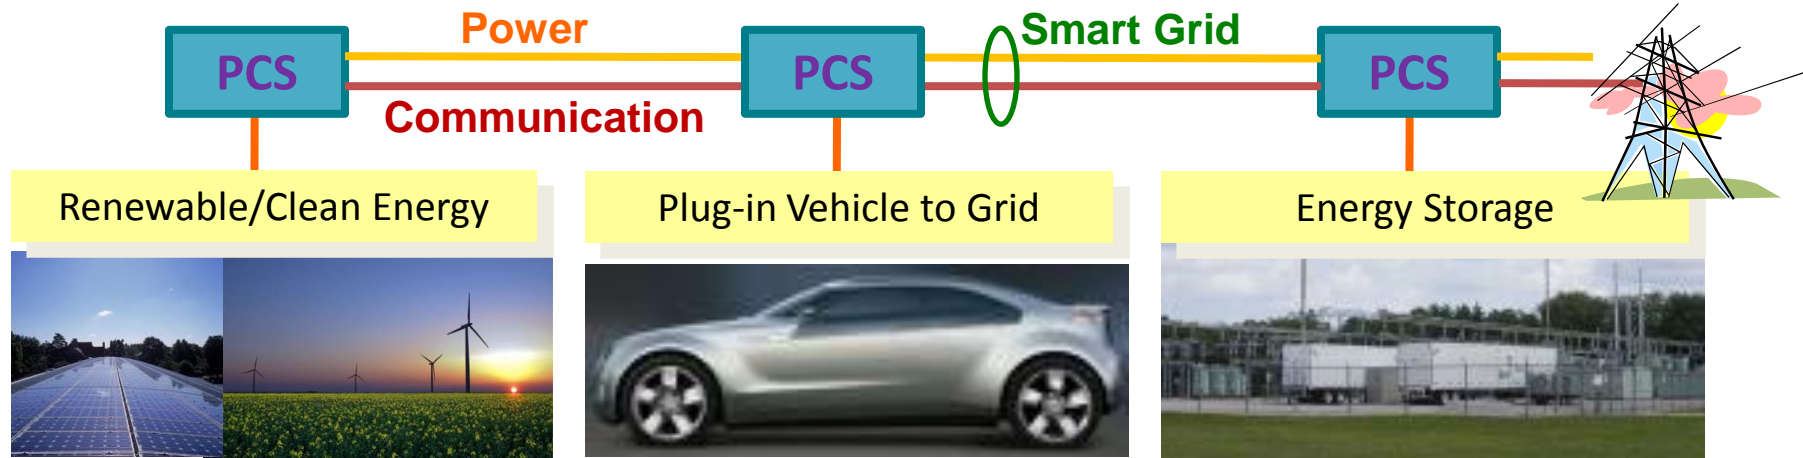 Power
Smart Grid
PCS
PCS
PCS
Communication
Renewable/Clean Energy
Plug-in Vehicle to Grid
Energy Storage